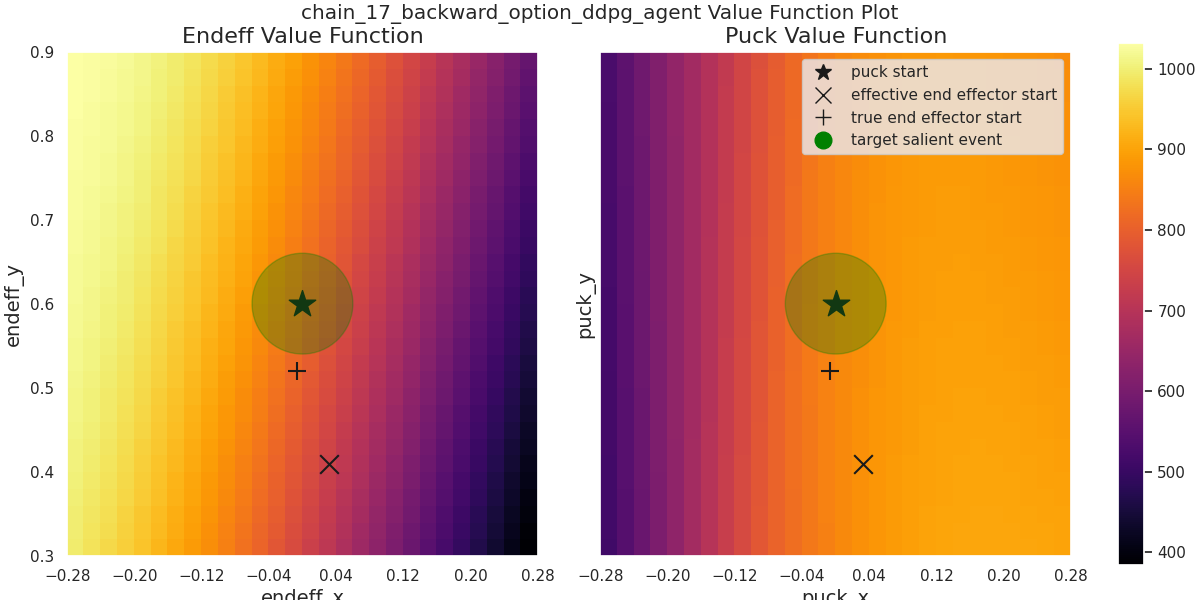 chain_17_backward_option_ddpg_agent Value Function Plot
Endeff Value Function
0.9
0.8
0.7
0.6
0.5
0.4
0.3
endeff_y
−0.28 −0.20 −0.12 −0.04 0.04 0.12 0.20 0.28
endeff_x
Puck Value Function
puck start
effective end effector start
true end effector start
target salient event
puck_y
−0.28 −0.20 −0.12 −0.04 0.04 0.12 0.20 0.28
puck_x
1000
900
800
700
600
500
400